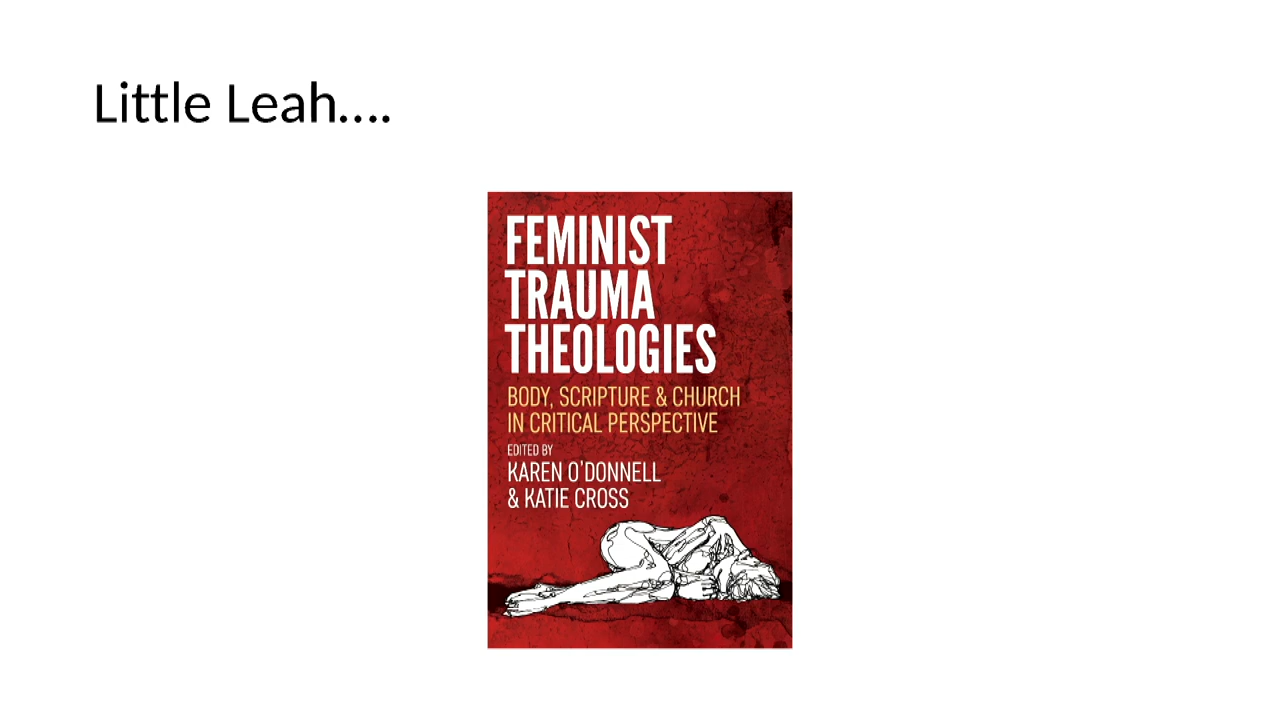 Little Leah….
FEMINIST
TRAUMA
THEOLOGIES
BODY, SCRIPTURE & CHURCH
IN CRITICAL PERSPECTIVE
EDITED BY
KAREN O'DONNELL
& KATIE CROSS